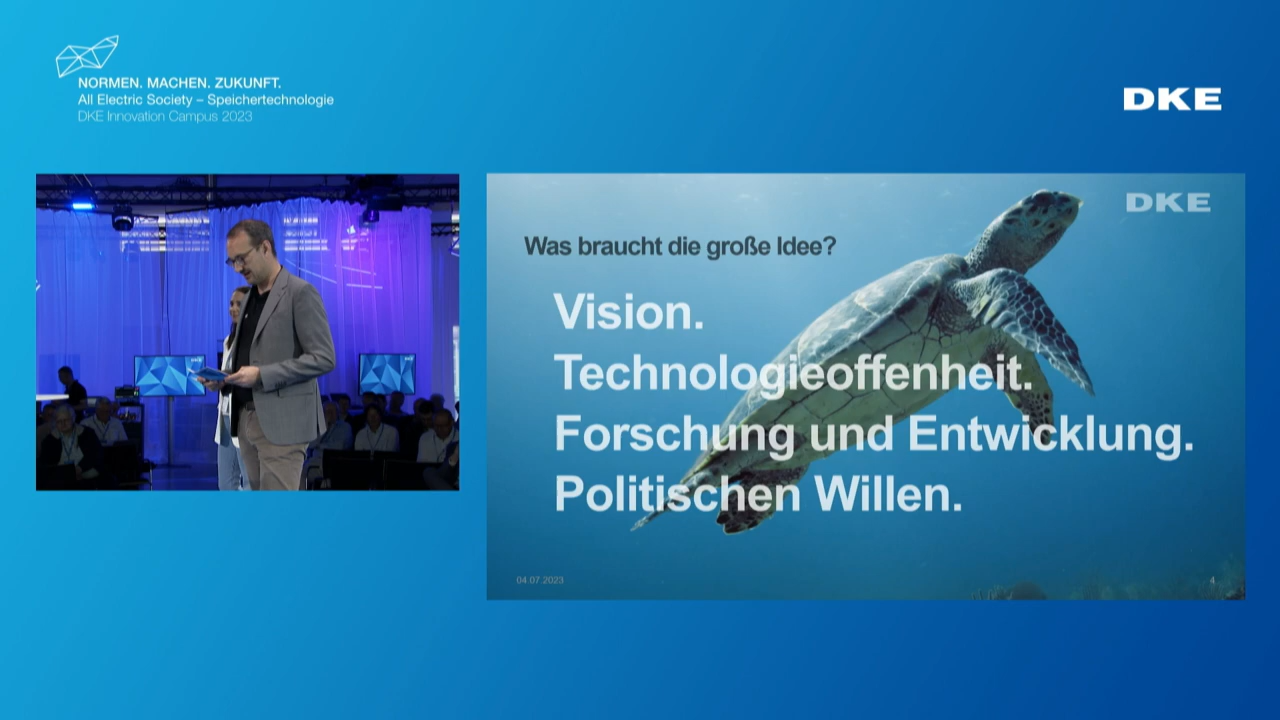 NORMEN. MACHEN. ZUKUNFT.
All Electric Society – Speichertechnologie
DKE Innovation Campus 2023
DKE
DKE
Was braucht die große Idee?
Vision.
Technologieoffenheit.
Forschung und Entwicklung.
Politischen Willen.
04.07.2023
4